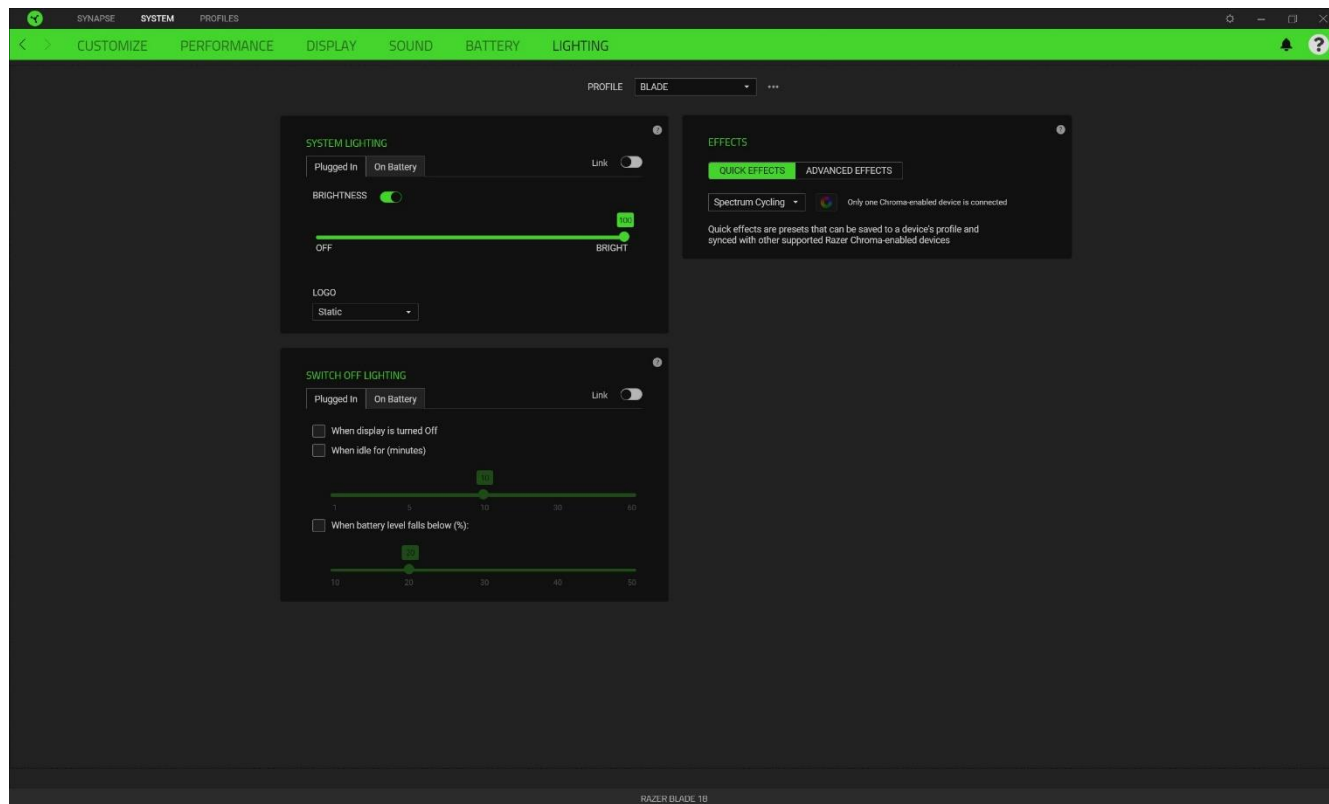 SYNAPSE SYSTEM PROFILES
CUSTOMIZE PERFORMANCE DISPLAY SOUND BATTERY LIGHTING
?
PROFILE BLADE •••
?
SYSTEM LIGHTING
Plugged In On Battery Link
BRIGHTNESS
100
OFF BRIGHT
LOGO
Static
?
SWITCH OFF LIGHTING
Plugged In On Battery Link
When display is turned Off
When idle for (minutes)
10
1 5 10 30 60
When battery level falls below (%):
20
10 20 30 40 50
?
EFFECTS
QUICK EFFECTS ADVANCED EFFECTS
Spectrum Cycling Only one Chroma-enabled device is connected
Quick effects are presets that can be saved to a device's profile and
synced with other supported Razer Chroma-enabled devices
RAZER BLADE 18